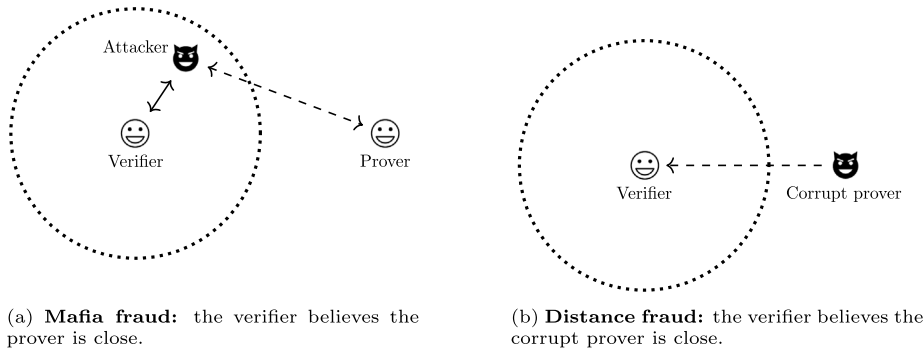 Attacker
Verifier
Prover
(a) Mafia fraud: the verifier believes the
prover is close.
Verifier
Corrupt prover
(b) Distance fraud: the verifier believes the
corrupt prover is close.